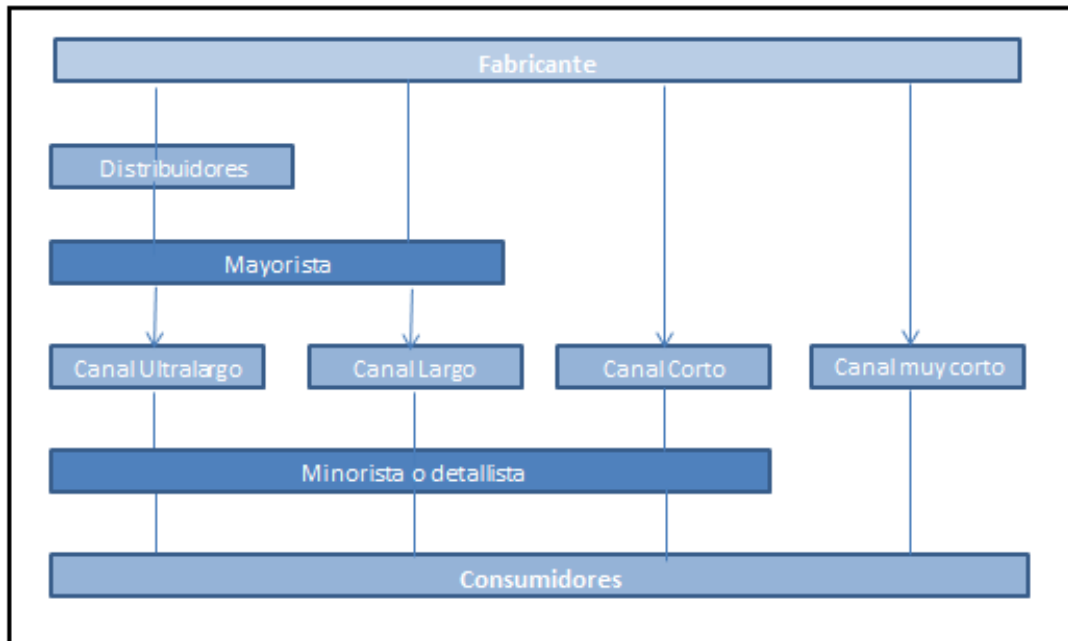 Fabricante
Distribuidores
Mayorista
Canal Ultralargo
Canal Largo
Canal Corto
Canal muy corto
Minorista o detallista
Consumidores